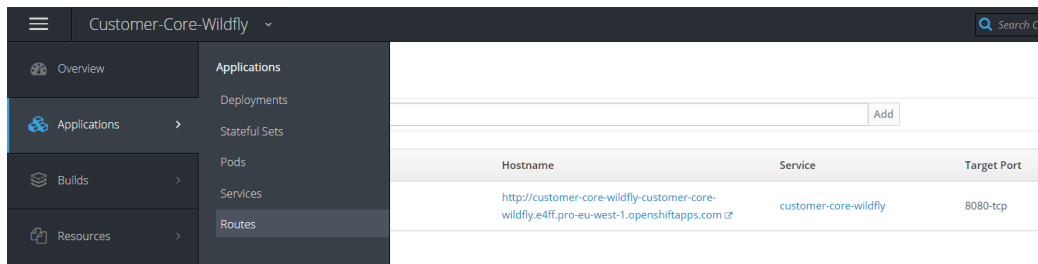 Customer-Core-Wildfly
Search C
Overview
Applications
Builds
Resources
Applications
Deployments
Stateful Sets
Pods
Services
Routes
Add
Hostname
Service
Target Port
http://customer-core-wildfly-customer-core-
wildfly.e4ff.pro-eu-west-1.openshiftapps.com
customer-core-wildfly
8080-tcp